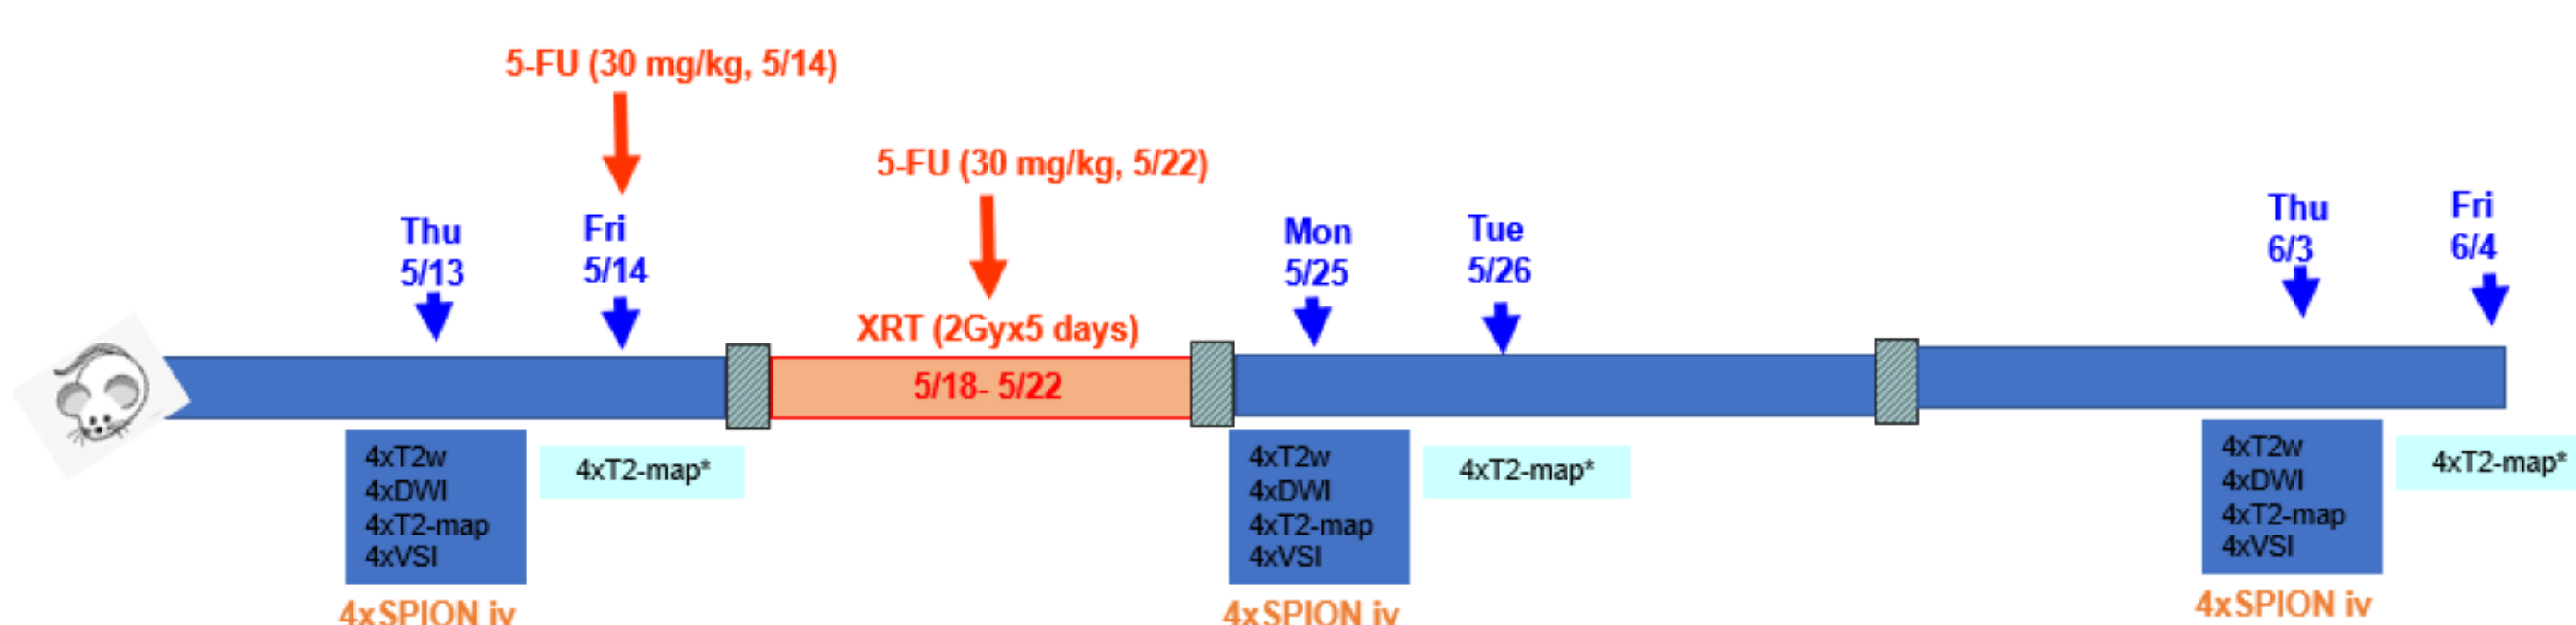 5-FU (30 mg/kg, 5/14)
5-FU (30 mg/kg, 5/22)
Thu
5/13
Fri
5/14
Mon
5/25
Tue
5/26
Thu
6/3
Fri
6/4
XRT (2Gyx5 days)
5/18- 5/22
4xT2w
4xDWI
4xT2-map
4xVSI
4xSPION iv
4xT2-map*
4xT2w
4xDWI
4xT2-map
4xVSI
4xSPION iv
4xT2-map*
4xT2w
4xDWI
4xT2-map
4xVSI
4xSPION iv
4xT2-map*